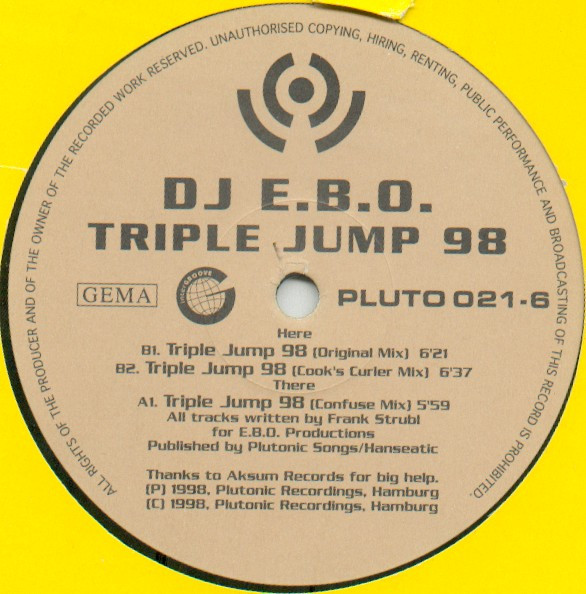 ALL RIGHTS OF THE PRODUCER AND OF THE OWNER OF THE RECORDED WORK RESERVED. UNAUTHORISED COPYING, HIRING, RENTING, PUBLIC PERFORMANCE AND BROADCASTING OF THIS RECORD IS PROHIBITED.
DJ E.B.O.
TRIPLE JUMP 98
GEMA
INTERGROOVE
PLUTO 021-6
Here
B1. Triple Jump 98 (Original Mix) 6'21
B2. Triple Jump 98 (Cook's Curler Mix) 6'37
There
A1. Triple Jump 98 (Confuse Mix) 5'59
All tracks written by Frank Strubl
for E.B.O. Productions
Published by Plutonic Songs/Hanseatic
Thanks to Aksum Records for big help.
(P) 1998, Plutonic Recordings, Hamburg
(C) 1998, Plutonic Recordings, Hamburg